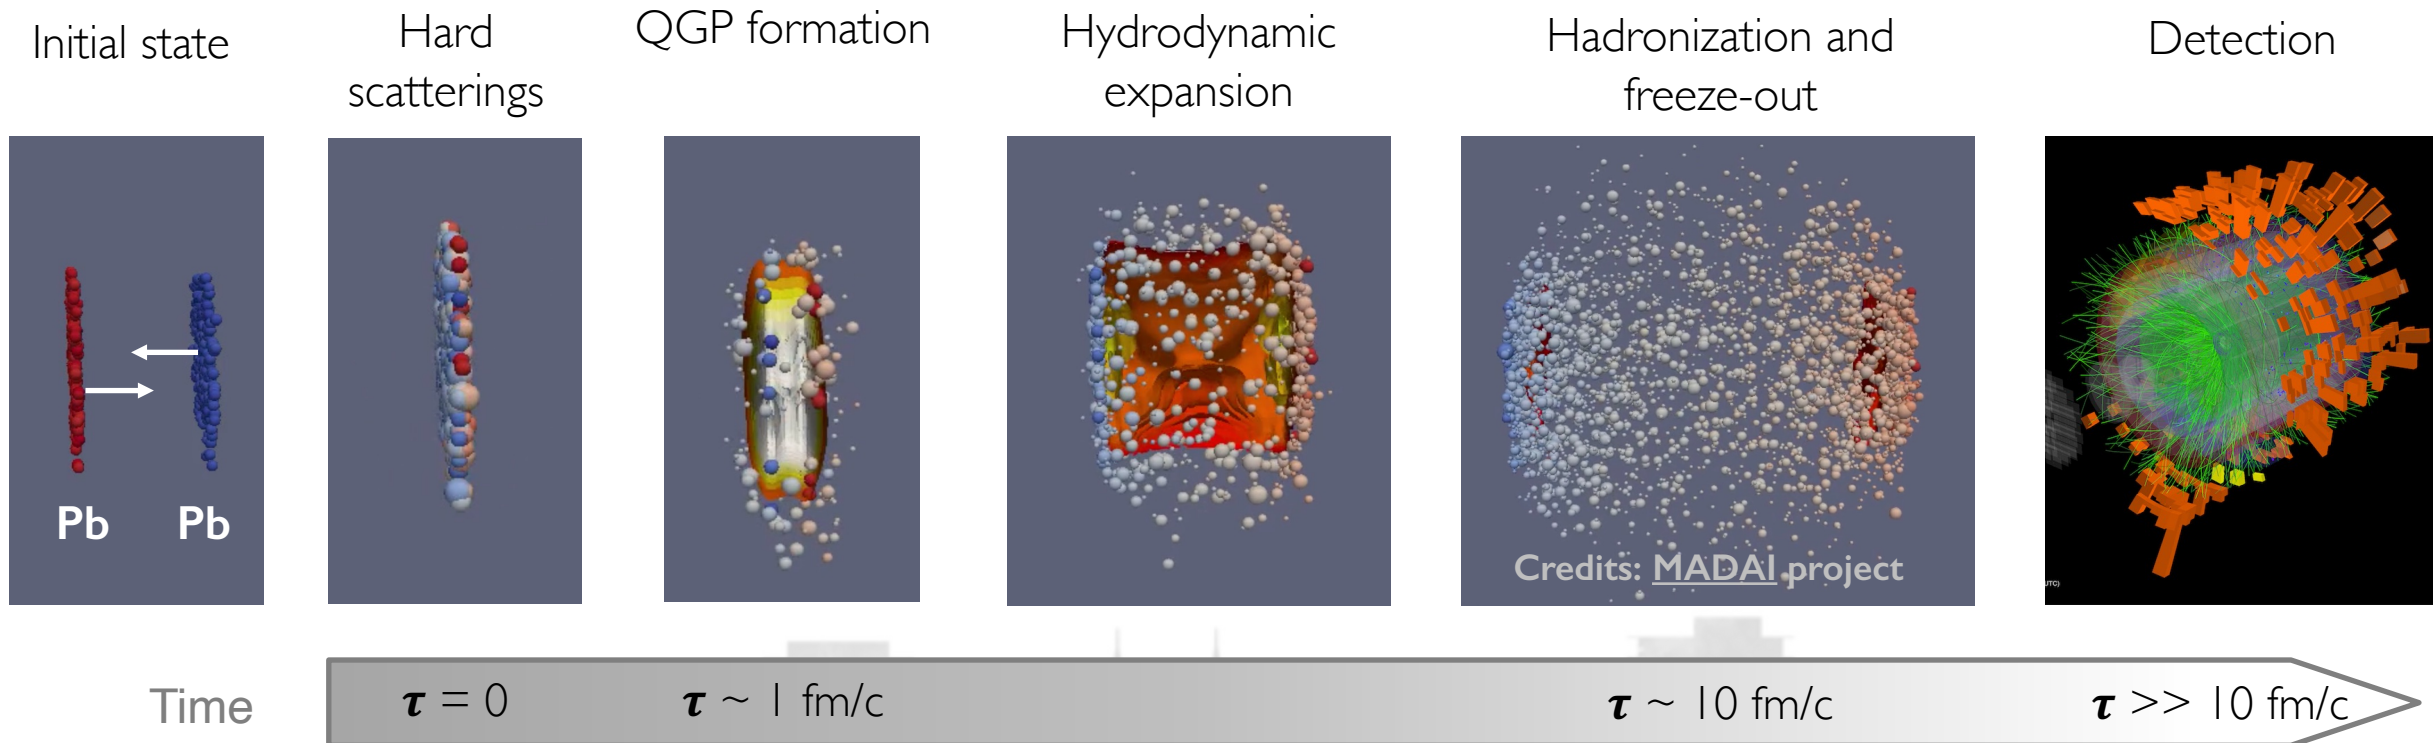 Initial state
Hard
scatterings
QGP formation
Hydrodynamic
expansion
Hadronization and
freeze-out
Detection
Pb
Pb
Credits: MADAI project
UTC)
Time
τ = 0
τ ~ 1 fm/c
τ ~ 10 fm/c
τ >> 10 fm/c